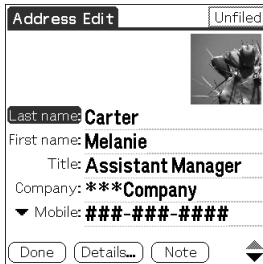 Address Edit Unfiled
Last name: Carter
First name: Melanie
Title: Assistant Manager
Company: ***Company
Mobile: ###-###-####
Done Details... Note